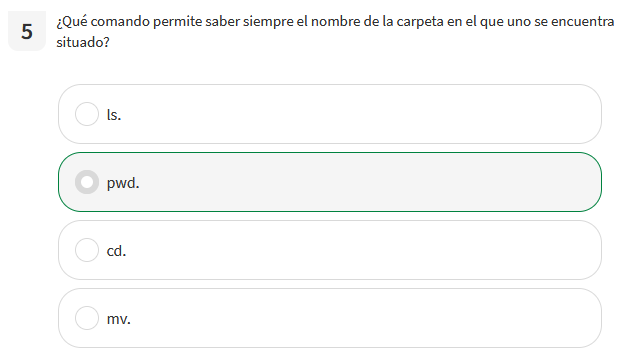 5
¿Qué comando permite saber siempre el nombre de la carpeta en el que uno se encuentra
situado?
ls.
pwd.
cd.
mv.